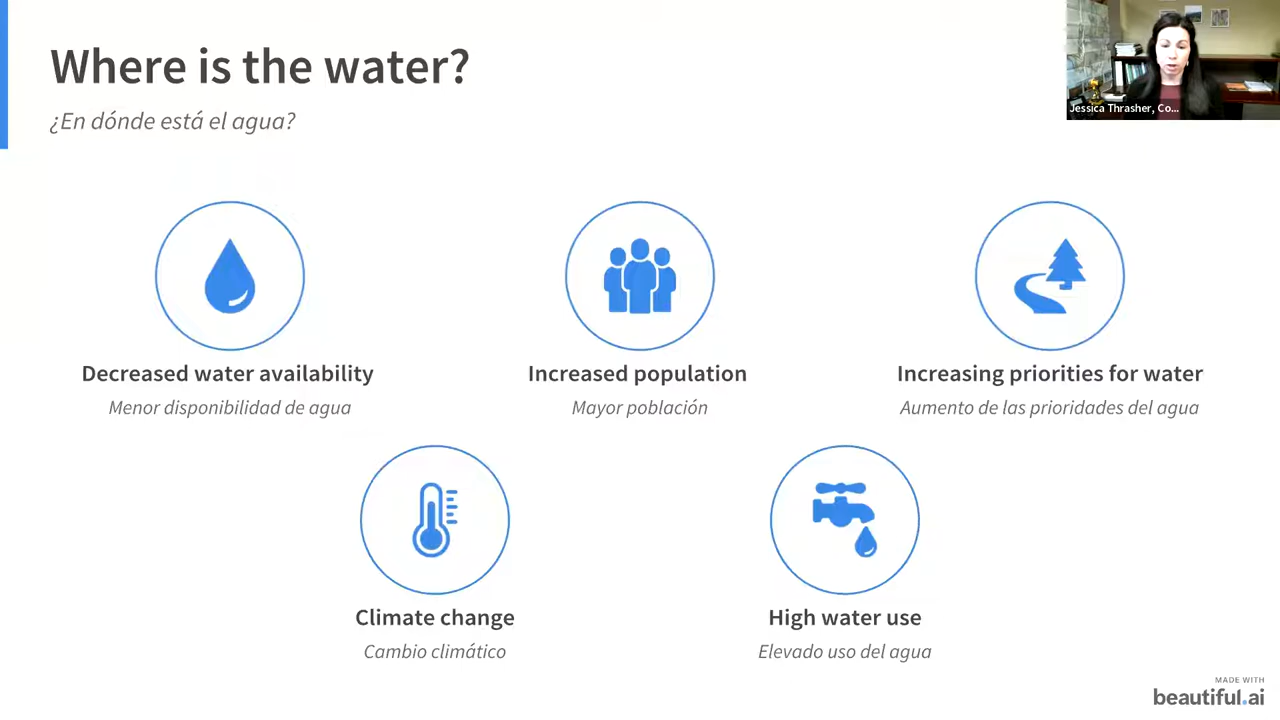 Where is the water?
¿En dónde está el agua?
Jessica Thrasher, Co...
Decreased water availability
Menor disponibilidad de agua
Increased population
Mayor población
Increasing priorities for water
Aumento de las prioridades del agua
Climate change
Cambio climático
High water use
Elevado uso del agua
MADE WITH
beautiful.ai